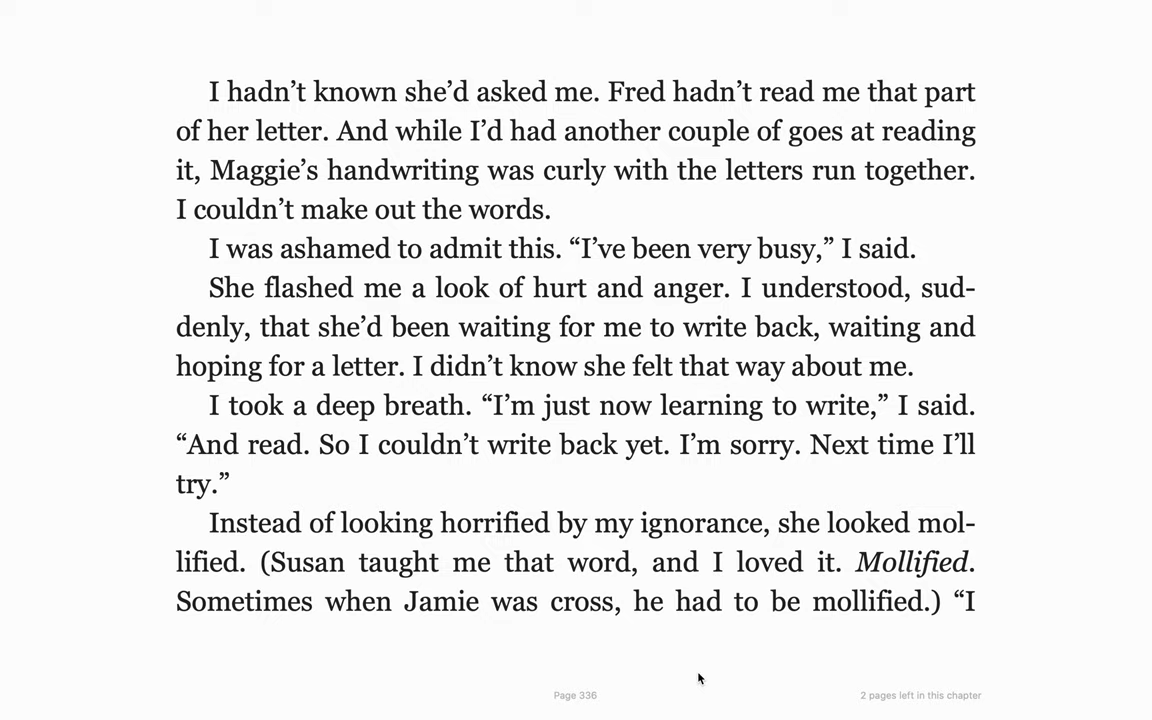 I hadn’t known she’d asked me. Fred hadn’t read me that part
of her letter. And while I’d had another couple of goes at reading
it, Maggie’s handwriting was curly with the letters run together.
I couldn’t make out the words.
I was ashamed to admit this. “I’ve been very busy,” I said.
She flashed me a look of hurt and anger. I understood, sud-
denly, that she’d been waiting for me to write back, waiting and
hoping for a letter. I didn’t know she felt that way about me.
I took a deep breath. “I’m just now learning to write,” I said.
“And read. So I couldn’t write back yet. I’m sorry. Next time I’ll
try.”
Instead of looking horrified by my ignorance, she looked mol-
lified. (Susan taught me that word, and I loved it. Mollified.
Sometimes when Jamie was cross, he had to be mollified.) “I
Page 336
2 pages left in this chapter